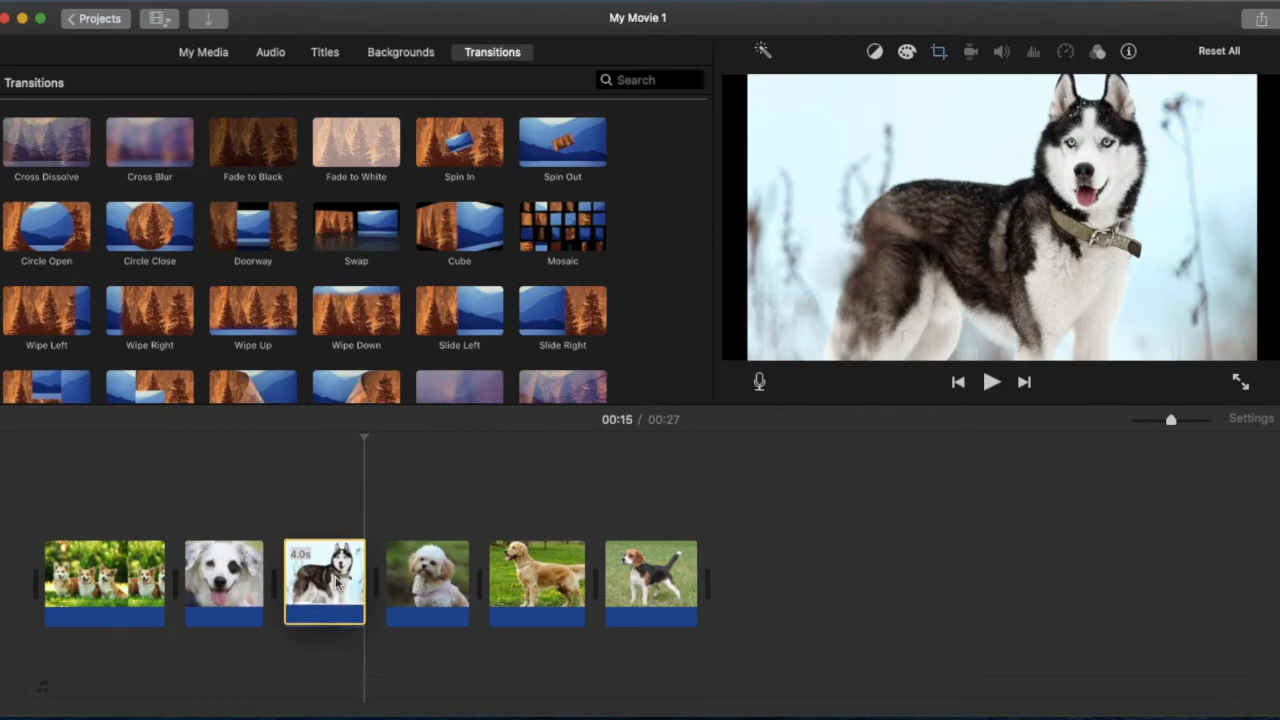 Projects
My Movie 1
My Media Audio Titles Backgrounds Transitions
Reset All
Transitions
Search
Cross Dissolve Cross Blur Fade to Black Fade to White Spin In Spin Out
Circle Open Circle Close Doorway Swap Cube Mosaic
Wipe Left Wipe Right Wipe Up Wipe Down Slide Left Slide Right
00:15 / 00:27
Settings
4.0s